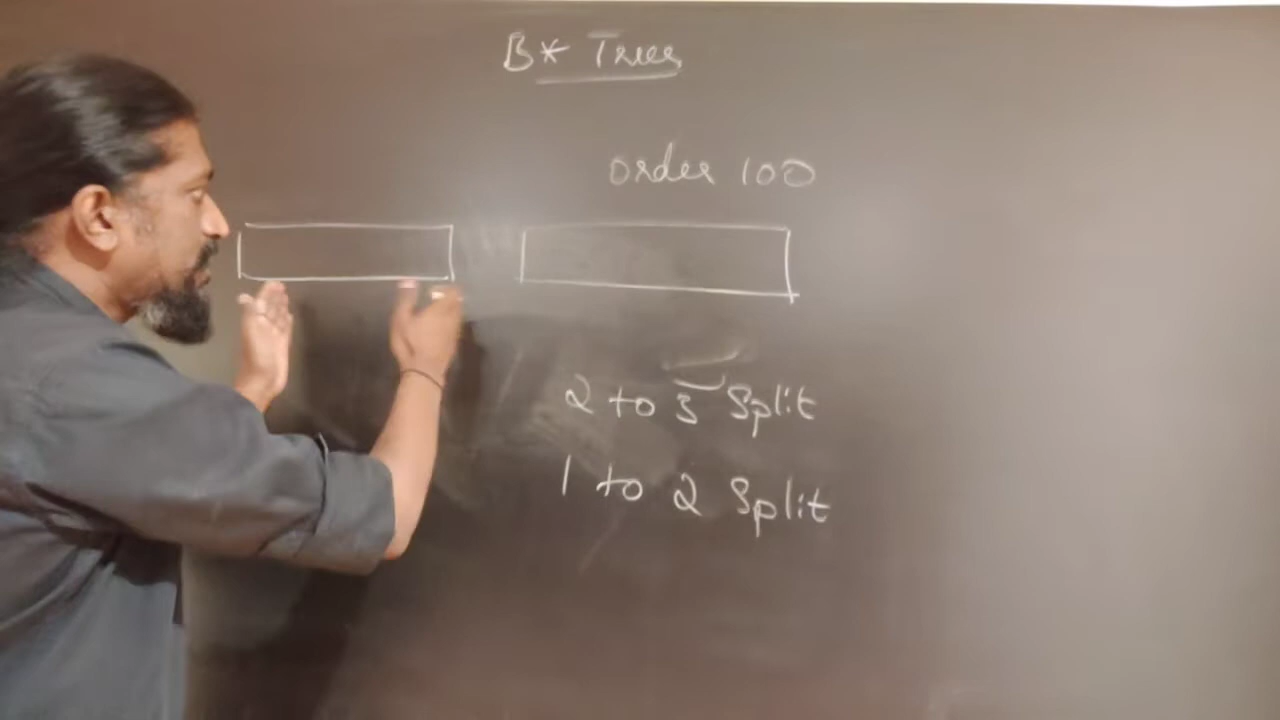 B* Trees
order 100
2 to 3 Split
1 to 2 Split